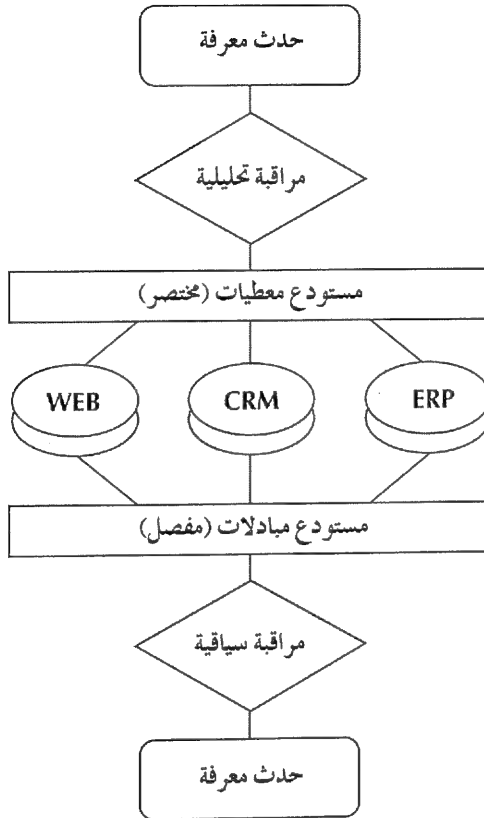 حدث معرفة
مراقبة تحليلية
مستودع معطيات (مختصر)
WEB CRM ERP
مستودع مبادلات (مفصل)
مراقبة سياقية
حدث معرفة